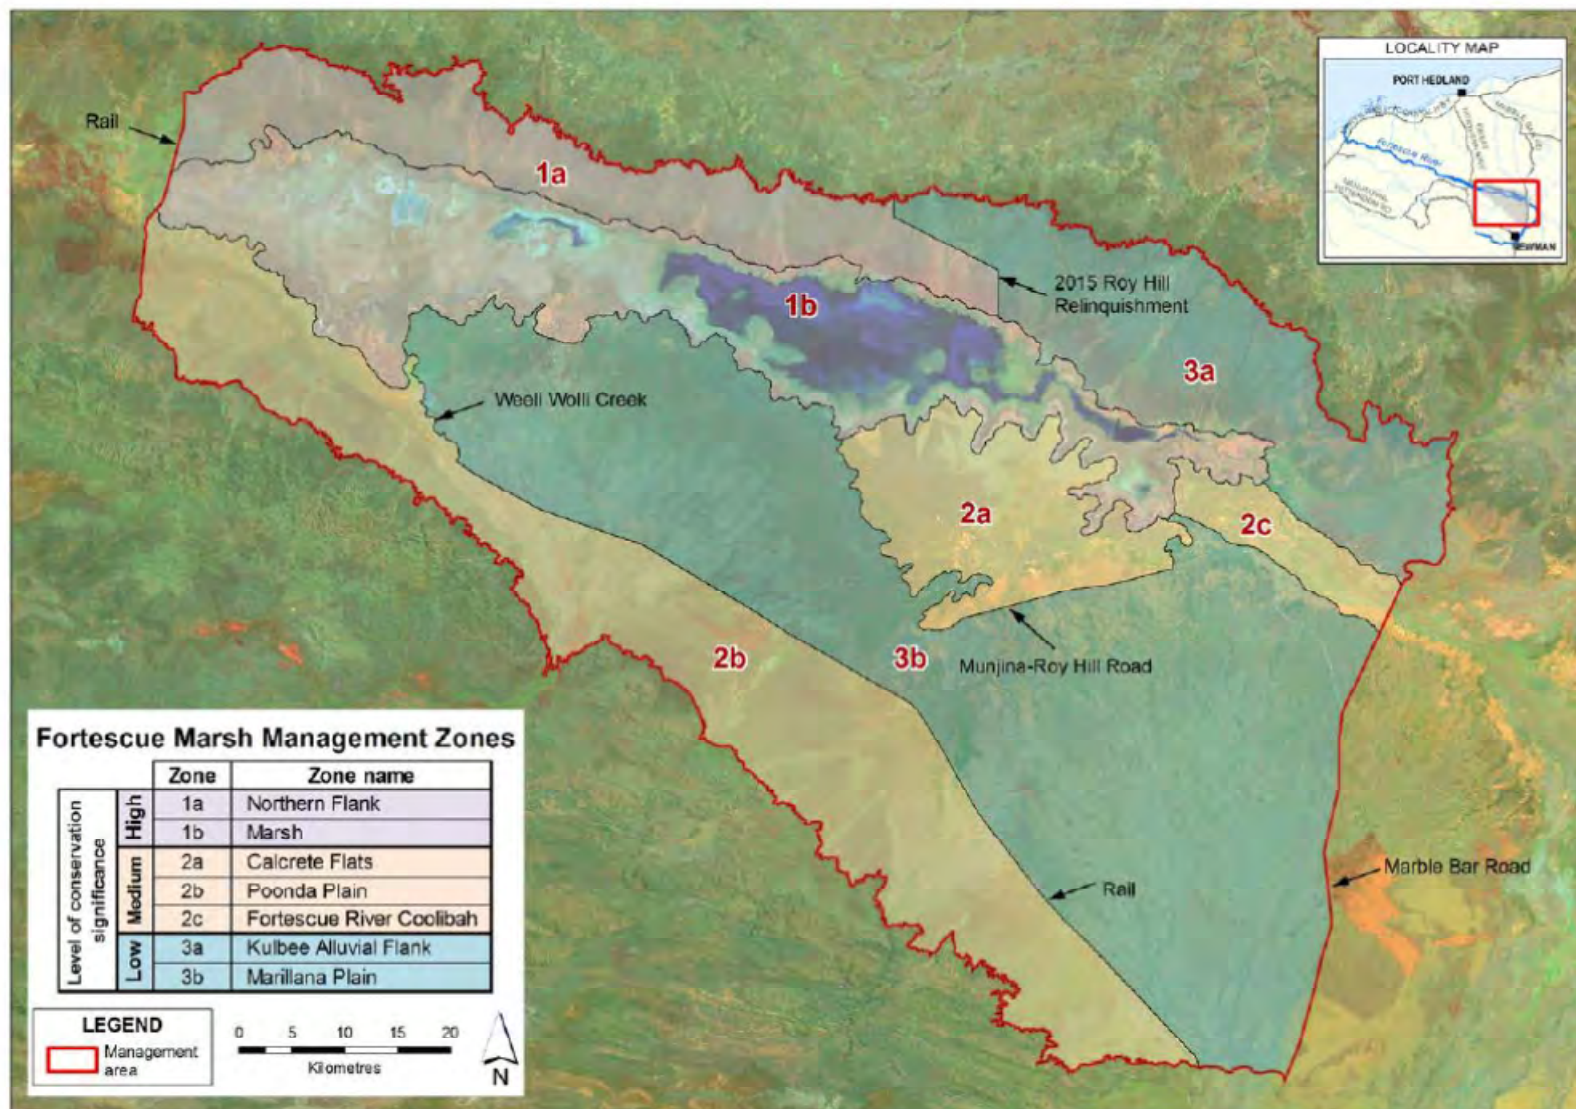 LOCALITY MAP
PORT HEDLAND
Fortescue River
NEWMAN
Rail
1a
2015 Roy Hill
Relinquishment
1b
3a
Weeli Wolli Creek
2a
2c
2b
3b
Munjina-Roy Hill Road
Marble Bar Road
Rail
Fortescue Marsh Management Zones
Zone Zone name
Level of conservation
significance
High
1a Northern Flank
1b Marsh
Medium
2a Calcrete Flats
2b Poonda Plain
2c Fortescue River Coolibah
Low
3a Kulbee Alluvial Flank
3b Marillana Plain
LEGEND
Management
area
0 5 10 15 20
Kilometres
N